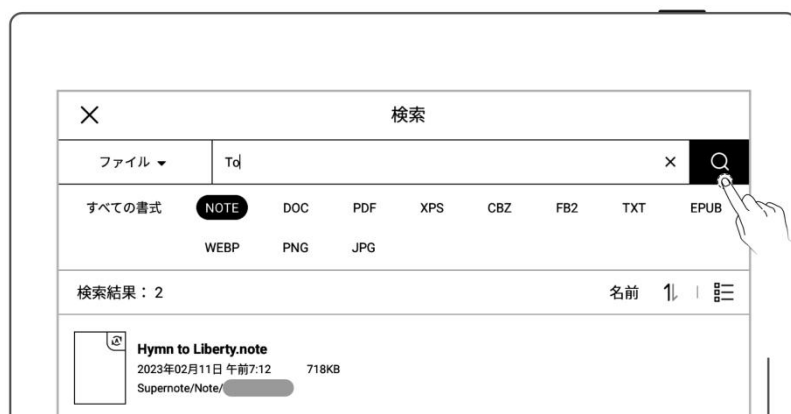 検索
ファイル To
すべての書式 NOTE DOC PDF XPS CBZ FB2 TXT EPUB
WEBP PNG JPG
検索結果： 2 名前
Hymn to Liberty.note
2023年02月11日 午前7:12 718KB
Supernote/Note/